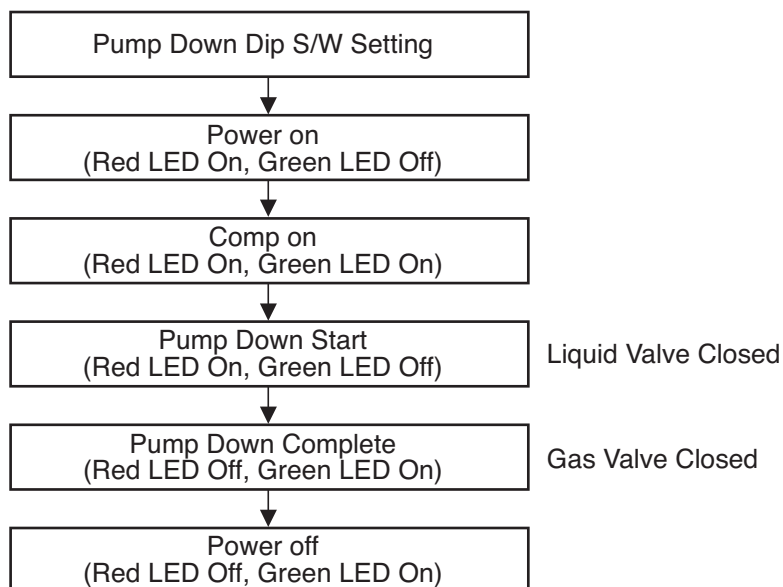 Pump Down Dip S/W Setting
Power on
(Red LED On, Green LED Off)
Comp on
(Red LED On, Green LED On)
Pump Down Start
(Red LED On, Green LED Off)
Liquid Valve Closed
Pump Down Complete
(Red LED Off, Green LED On)
Gas Valve Closed
Power off
(Red LED Off, Green LED On)